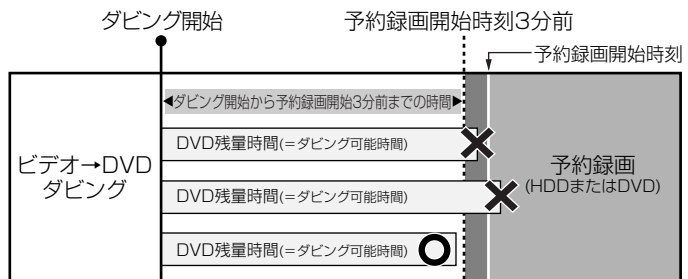 ダビング開始
予約録画開始時刻3分前
予約録画開始時刻
ダビング開始から予約録画開始3分前までの時間
DVD残量時間(=ダビング可能時間)
ビデオ→DVD
ダビング
DVD残量時間(=ダビング可能時間)
予約録画
(HDDまたはDVD)
DVD残量時間(=ダビング可能時間)